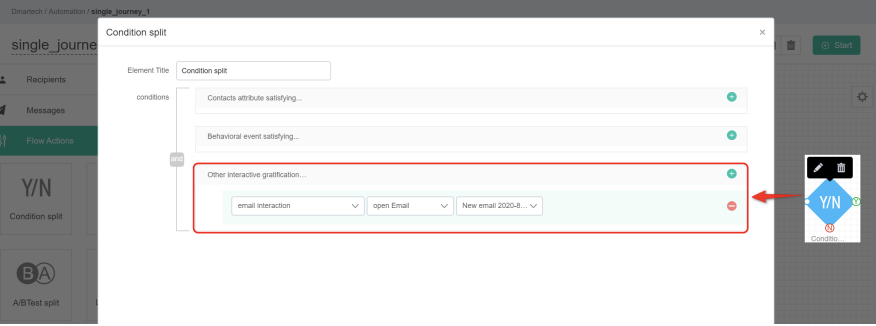 Dmartech / Automation / single_journey_1
single_journe
Start
Condition split
×
Element Title
Condition split
conditions
Contacts attribute satisfying...
Behavioral event satisfying...
and
Other interactive gratification...
email interaction
open Email
New email 2020-8...
Recipients
Messages
Flow Actions
Y/N
Condition split
BA
A/BTest split
Y/N
Y
N
Conditio...